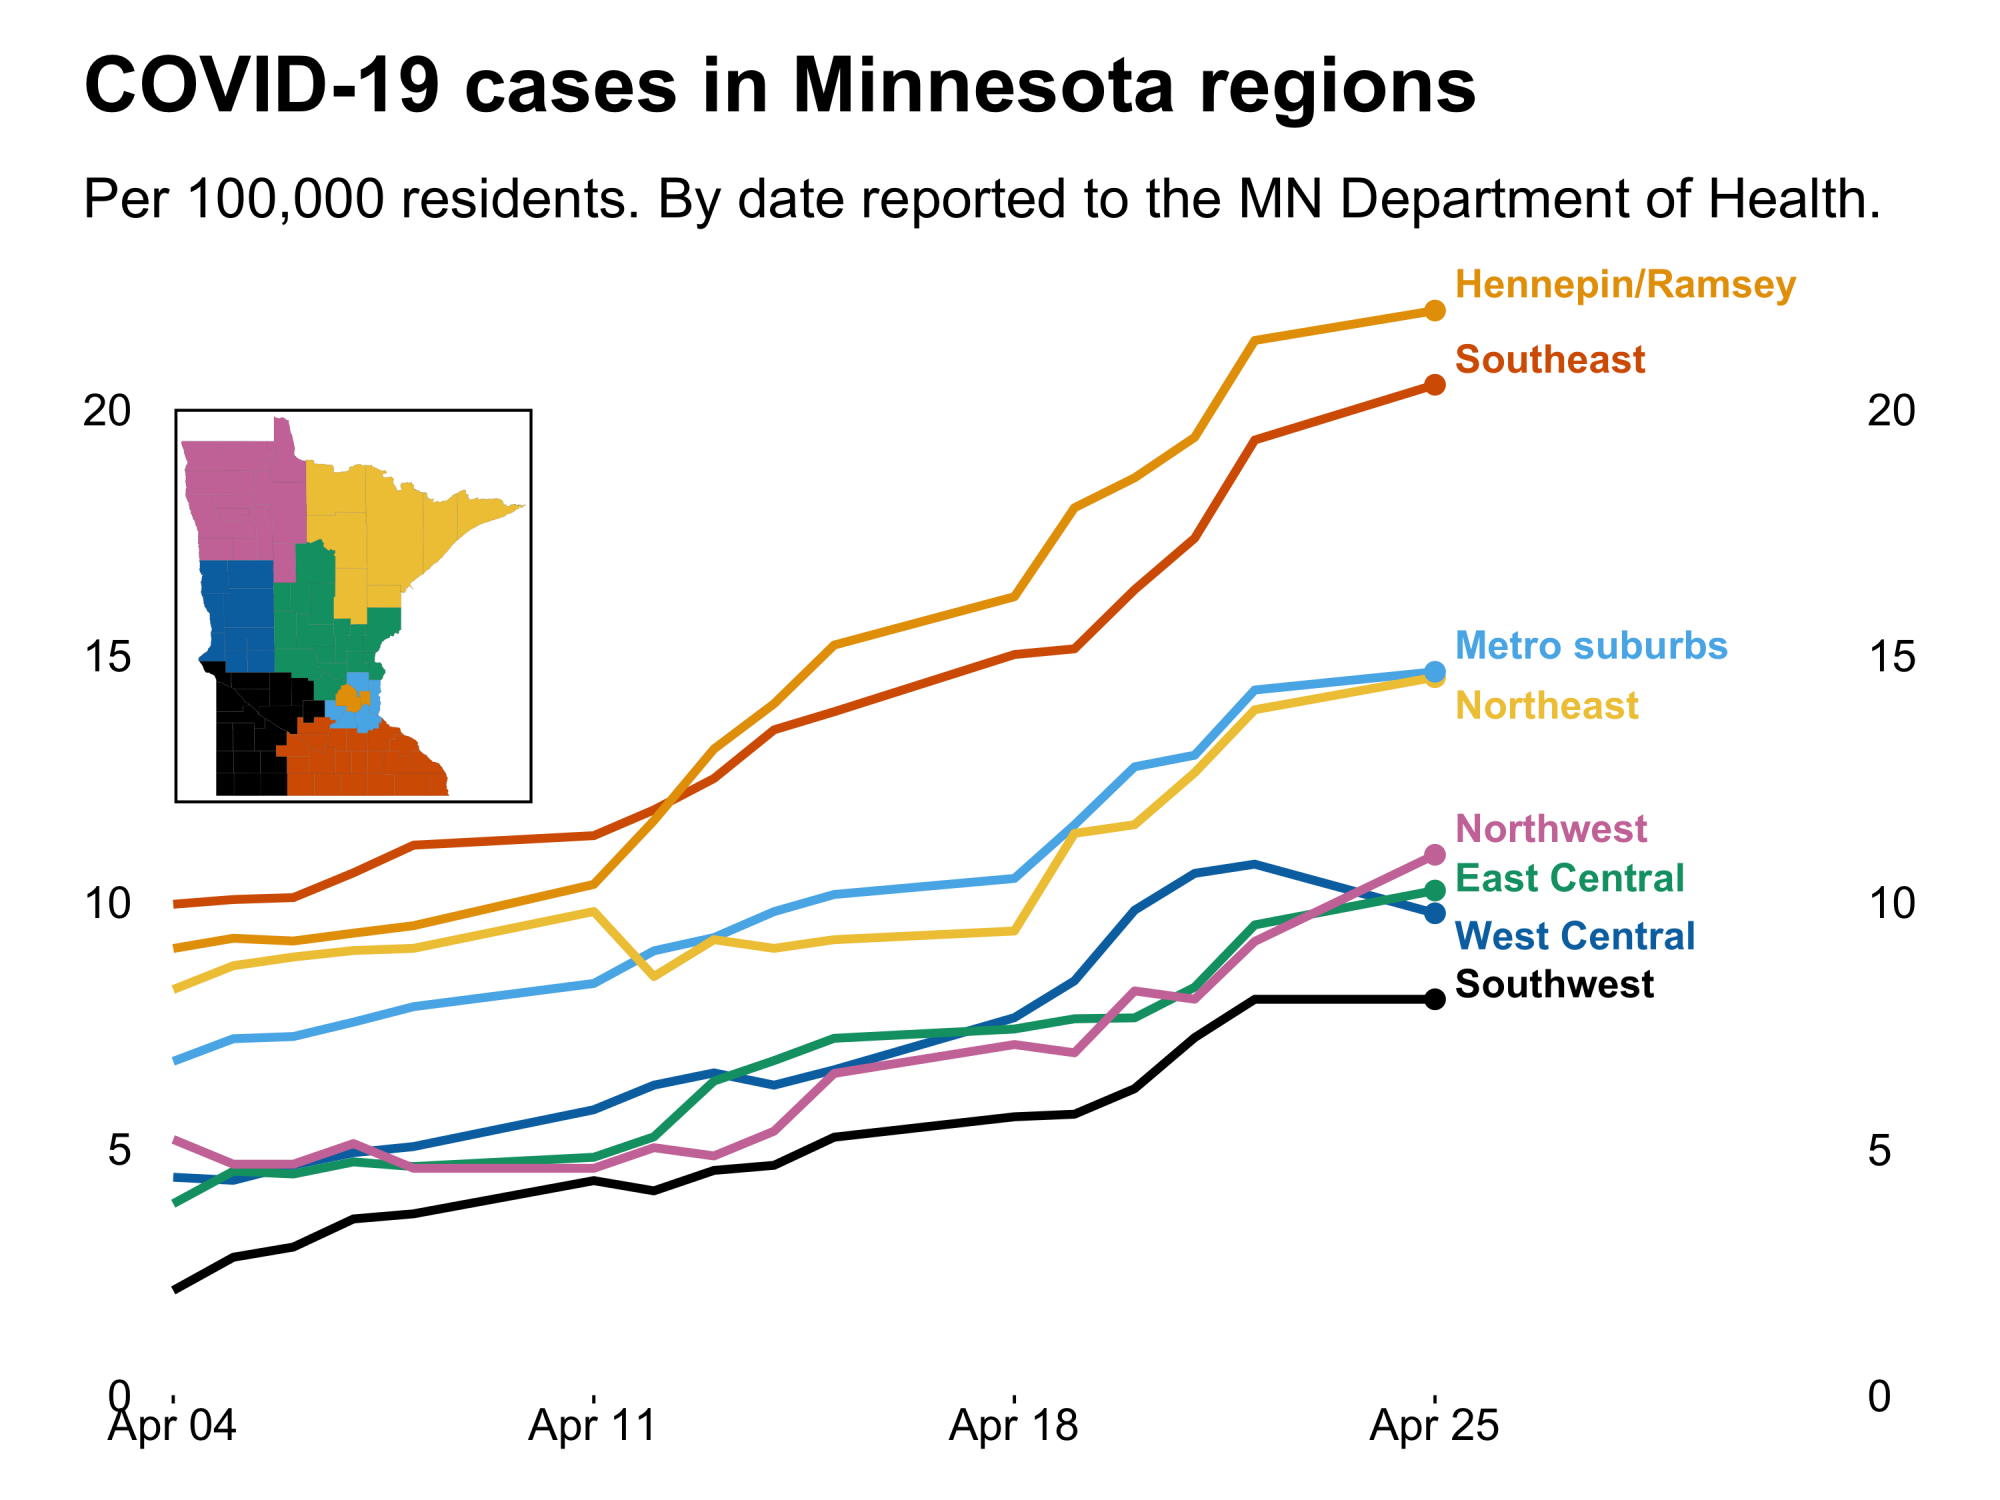 COVID-19 cases in Minnesota regions
Per 100,000 residents. By date reported to the MN Department of Health.
Hennepin/Ramsey
Southeast
20
20
Metro suburbs
15
15
Northeast
Northwest
East Central
10
10
West Central
Southwest
5
5
0
0
Apr 04
Apr 11
Apr 18
Apr 25